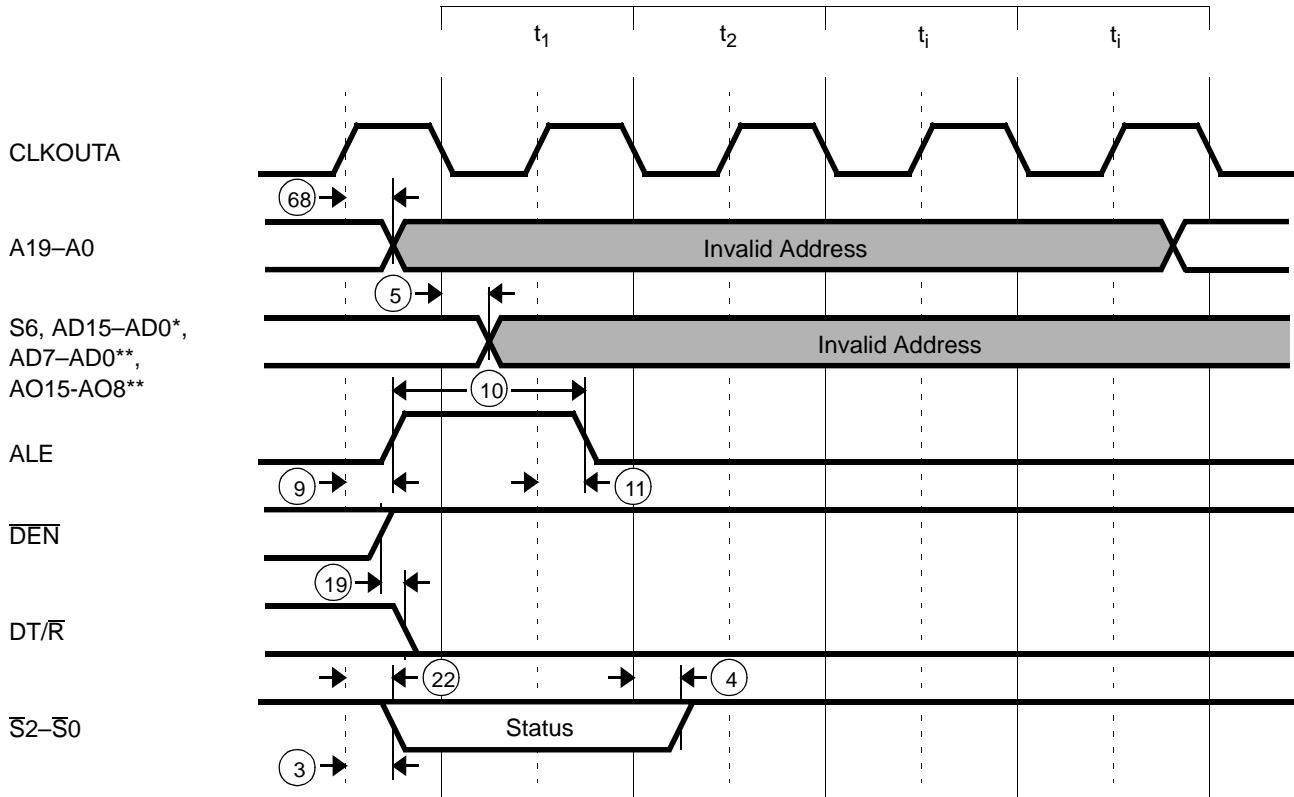 t1 t2 ti ti
CLKOUTA
68
A19–A0
Invalid Address
5
S6, AD15–AD0*,
AD7–AD0**,
AO15-AO8**
Invalid Address
10
ALE
9
11
DEN
19
DT/R
22
4
S2–S0
Status
3